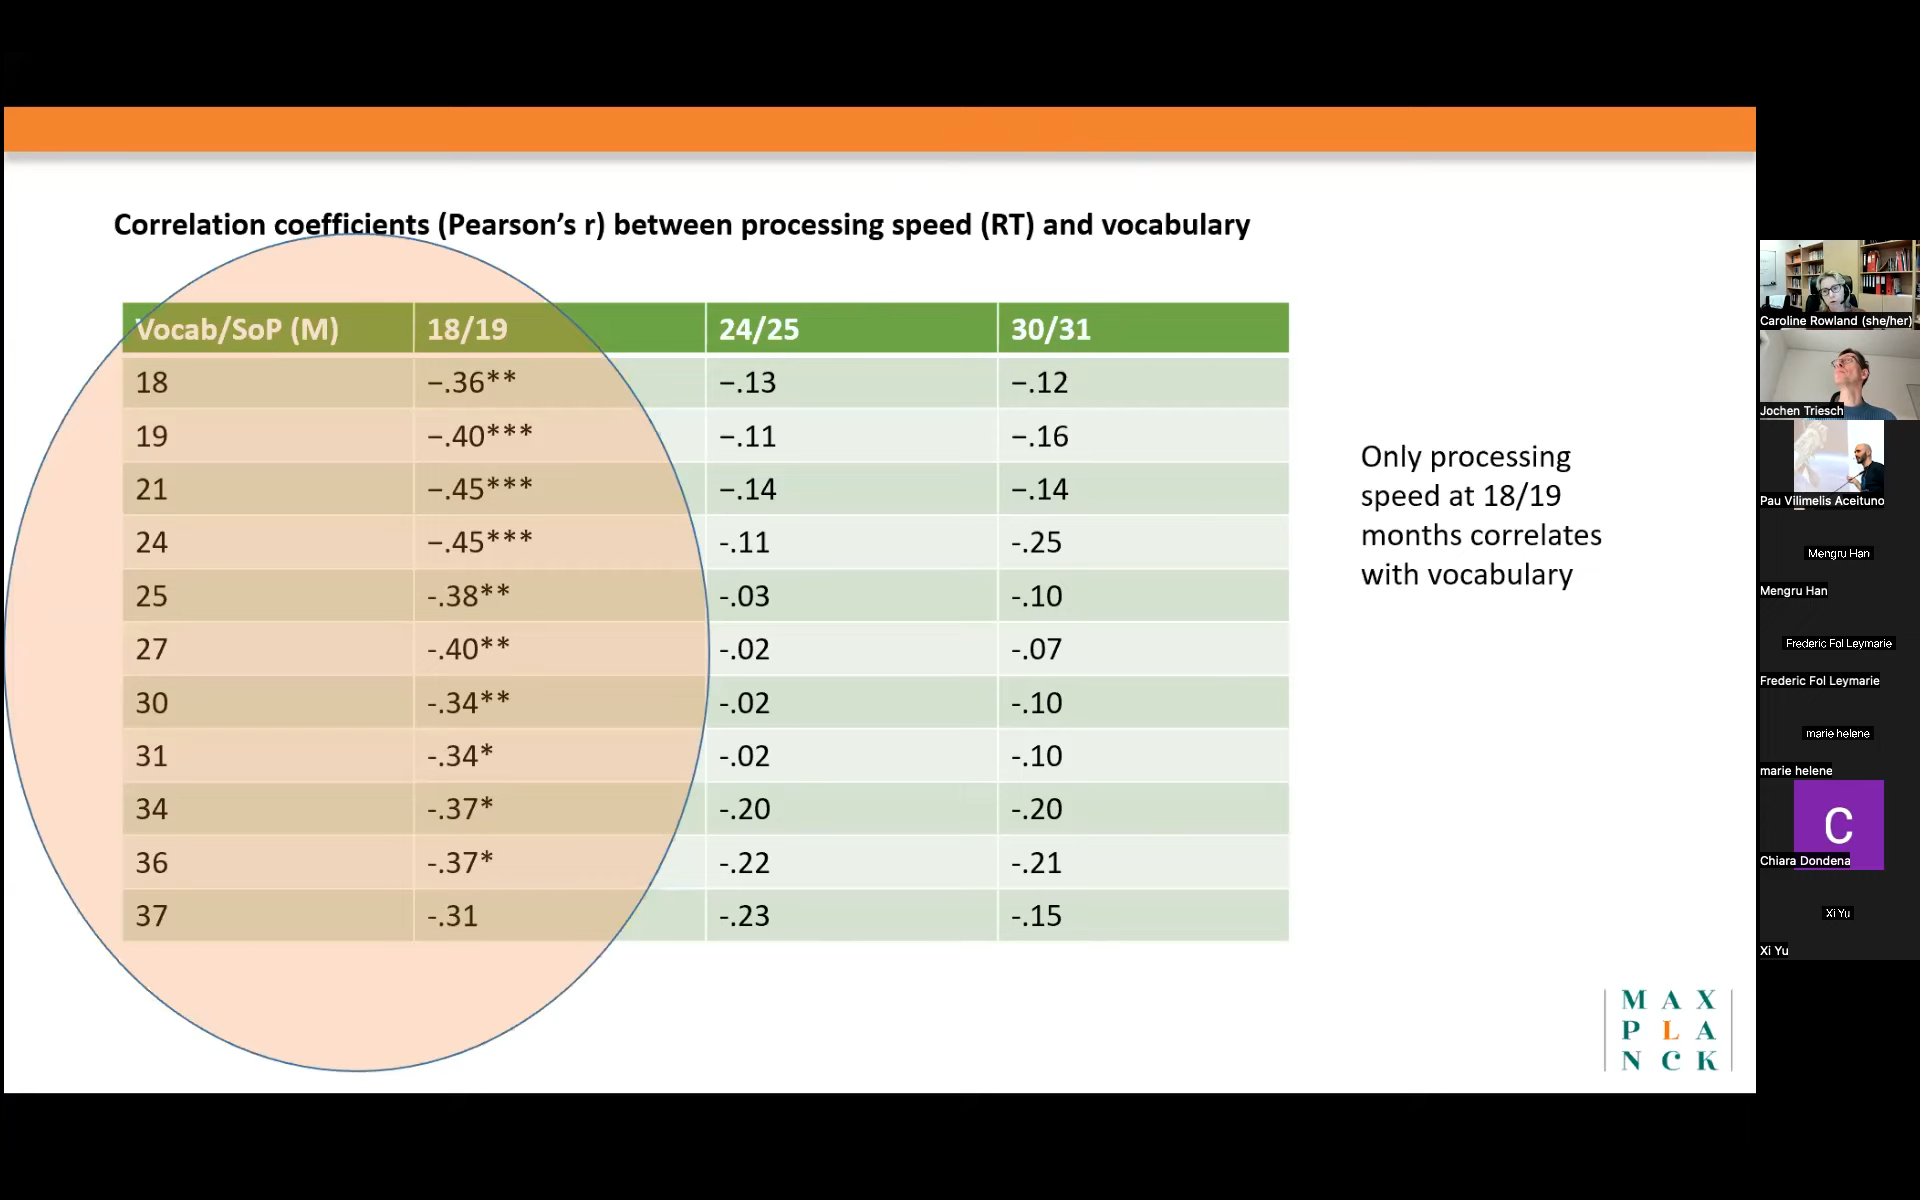 Correlation coefficients (Pearson's r) between processing speed (RT) and vocabulary
Vocab/SoP (M) 18/19 24/25 30/31
18 −.36** −.13 −.12
19 −.40*** −.11 −.16
21 −.45*** −.14 −.14
24 −.45*** -.11 -.25
25 -.38** -.03 -.10
27 -.40** -.02 -.07
30 -.34** -.02 -.10
31 -.34* -.02 -.10
34 -.37* -.20 -.20
36 -.37* -.22 -.21
37 -.31 -.23 -.15
Only processing
speed at 18/19
months correlates
with vocabulary
MAX
PLA
NCK
Caroline Rowland (she/her)
Jochen Triesch
Pau Vilimelis Aceituno
Mengru Han
Mengru Han
Frederic Fol Leymarie
Frederic Fol Leymarie
marie helene
marie helene
C
Chiara Dondena
Xi Yu
Xi Yu